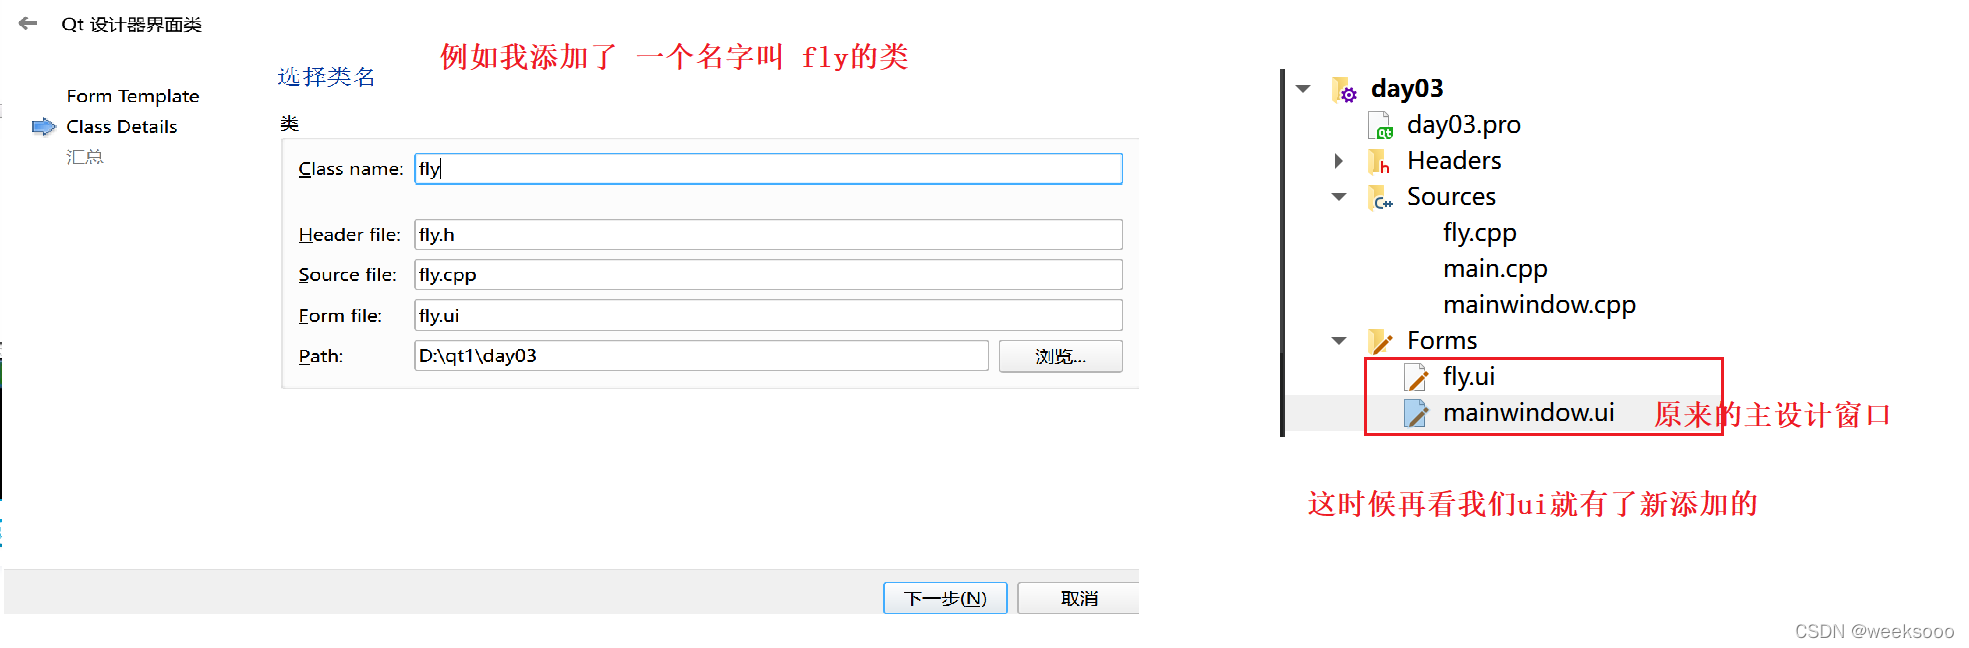 Qt 设计器界面类
例如我添加了 一个名字叫 fly的类
选择类名
Form Template
Class Details
汇总
类
Class name: fly
Header file: fly.h
Source file: fly.cpp
Form file: fly.ui
Path: D:\qt1\day03 浏览...
下一步(N) 取消
day03
day03.pro
Headers
Sources
fly.cpp
main.cpp
mainwindow.cpp
Forms
fly.ui
mainwindow.ui 原来的主设计窗口
这时候再看我们ui就有了新添加的
CSDN @weeksooo